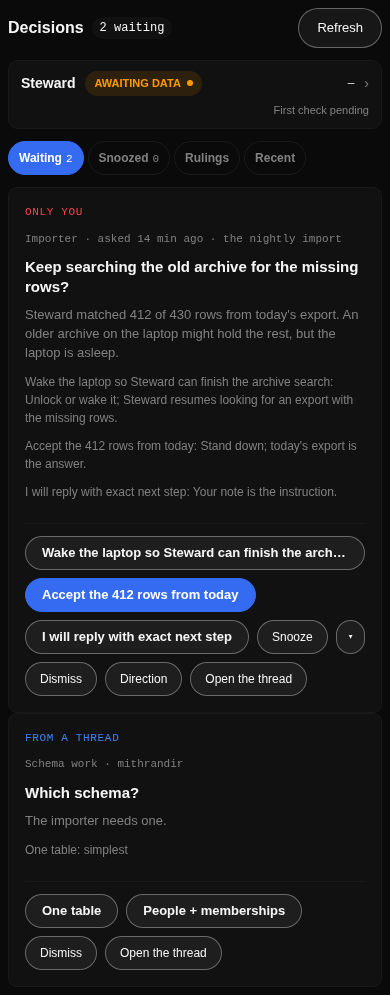 Decisions 2 waiting Refresh
Steward AWAITING DATA – ›
First check pending
Waiting 2 Snoozed 0 Rulings Recent
ONLY YOU
Importer · asked 14 min ago · the nightly import
Keep searching the old archive for the missing
rows?
Steward matched 412 of 430 rows from today's export. An
older archive on the laptop might hold the rest, but the
laptop is asleep.
Wake the laptop so Steward can finish the archive search:
Unlock or wake it; Steward resumes looking for an export with
the missing rows.
Accept the 412 rows from today: Stand down; today's export is
the answer.
I will reply with exact next step: Your note is the instruction.
Wake the laptop so Steward can finish the arch…
Accept the 412 rows from today
I will reply with exact next step Snooze
Dismiss Direction Open the thread
FROM A THREAD
Schema work · mithrandir
Which schema?
The importer needs one.
One table: simplest
One table People + memberships
Dismiss Open the thread